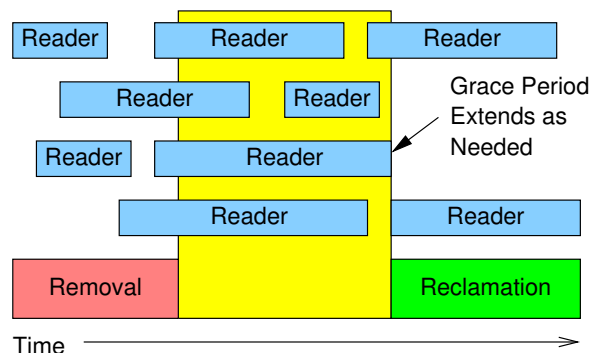 Reader
Reader
Reader
Reader
Reader
Grace Period
Extends as
Needed
Reader
Reader
Reader
Reader
Removal
Reclamation
Time